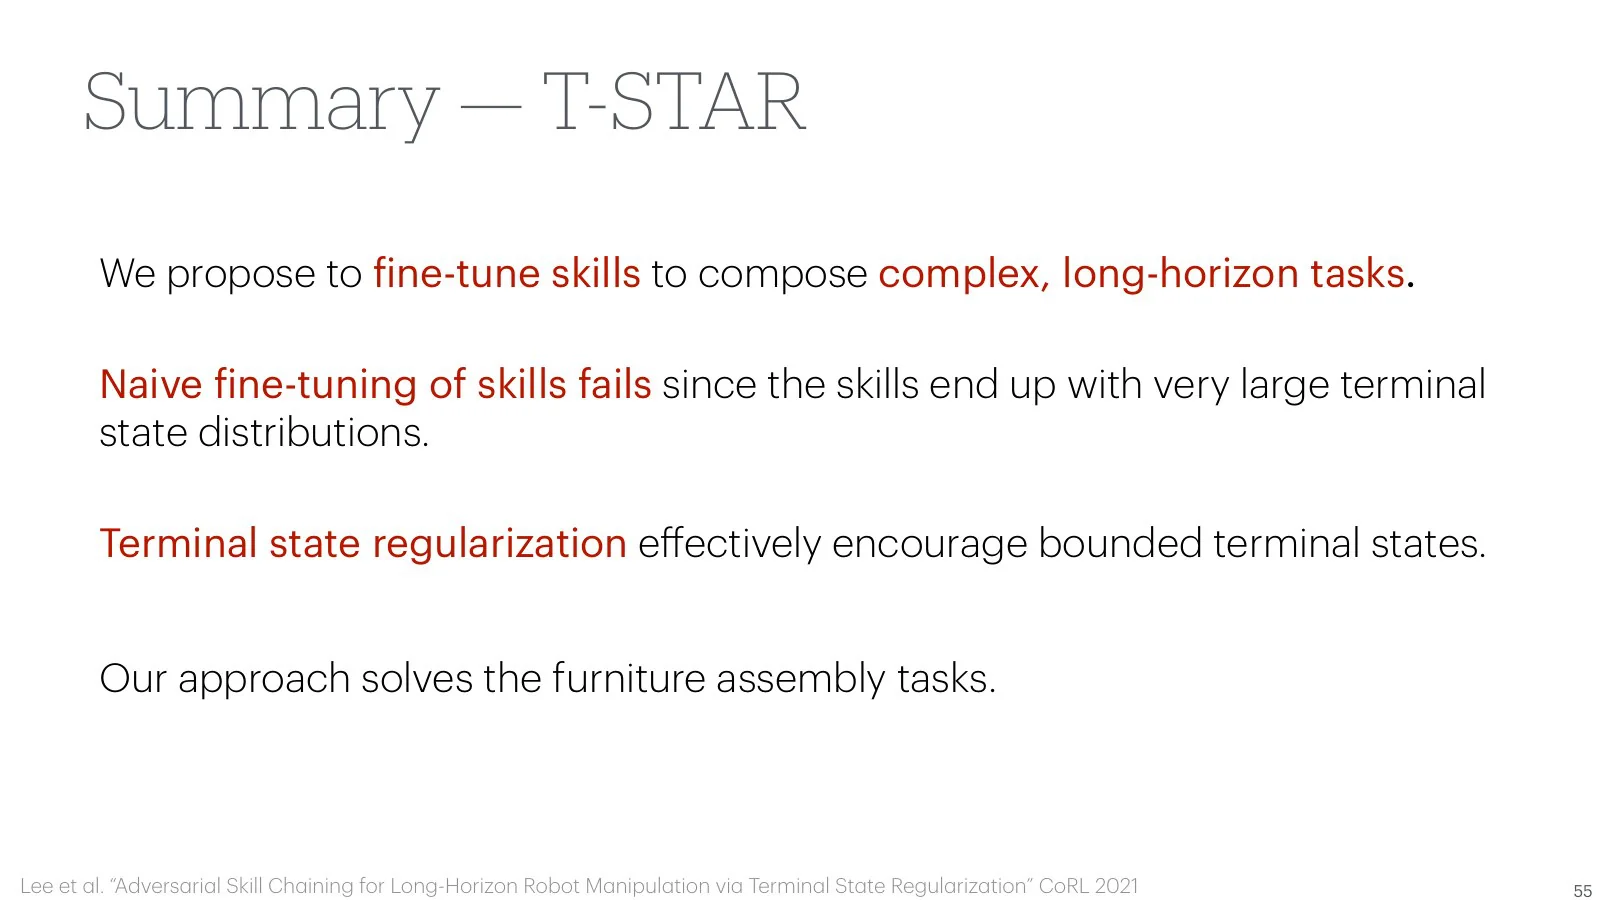 Summary — T-STAR
We propose to fine-tune skills to compose complex, long-horizon tasks.
Naive fine-tuning of skills fails since the skills end up with very large terminal
state distributions.
Terminal state regularization effectively encourage bounded terminal states.
Our approach solves the furniture assembly tasks.
Lee et al. “Adversarial Skill Chaining for Long-Horizon Robot Manipulation via Terminal State Regularization” CoRL 2021
55